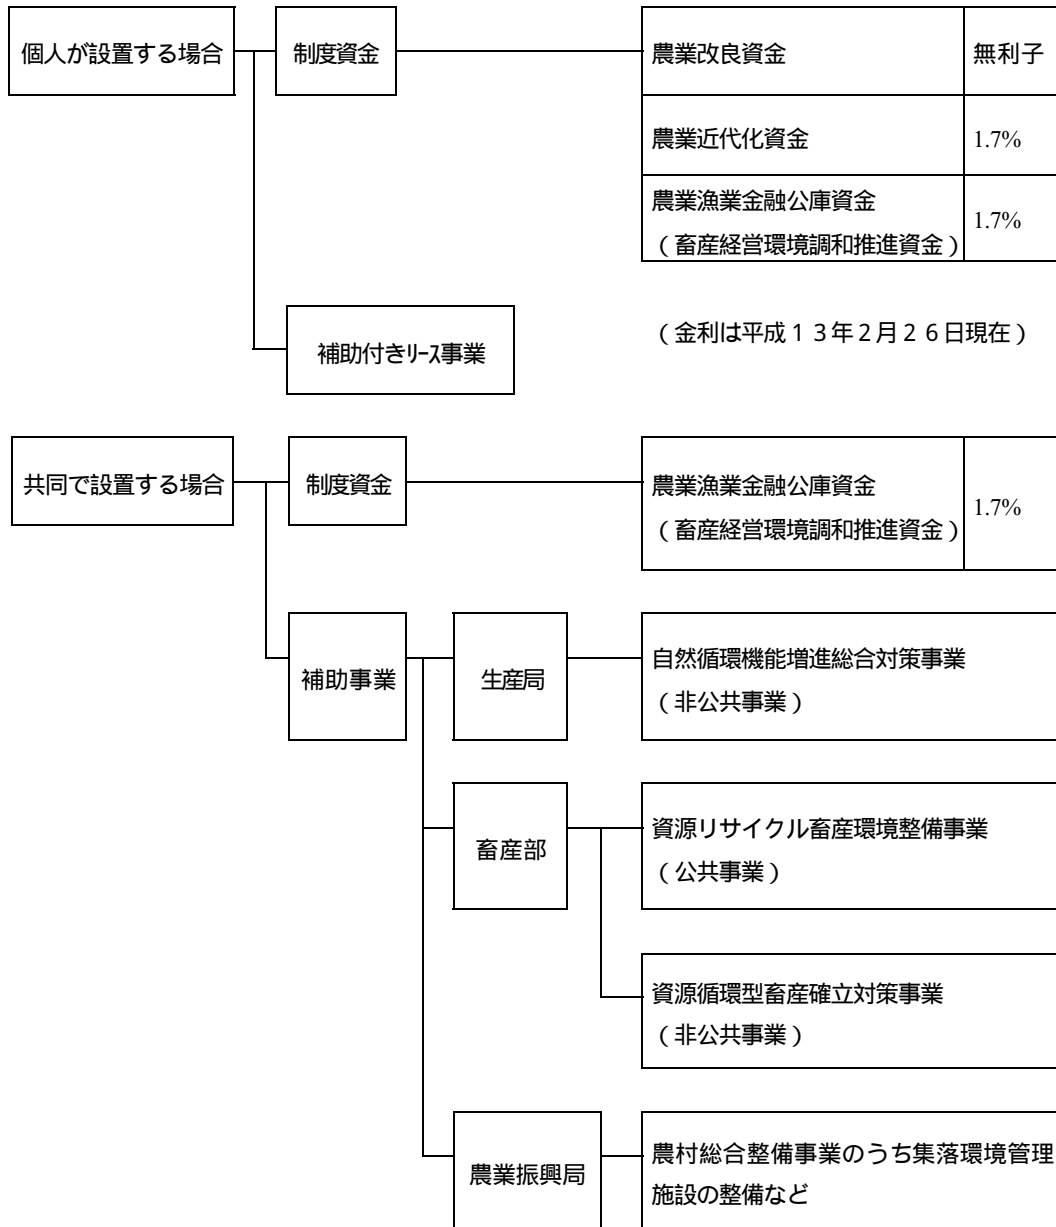 個人が設置する場合
制度資金
農業改良資金 無利子
農業近代化資金 1.7%
農業漁業金融公庫資金
（畜産経営環境調和推進資金） 1.7%
補助付きﾘｰｽ事業
（金利は平成１３年２月２６日現在）
共同で設置する場合
制度資金
農業漁業金融公庫資金
（畜産経営環境調和推進資金） 1.7%
補助事業
生産局
自然循環機能増進総合対策事業
（非公共事業）
畜産部
資源リサイクル畜産環境整備事業
（公共事業）
資源循環型畜産確立対策事業
（非公共事業）
農業振興局
農村総合整備事業のうち集落環境管理
施設の整備など